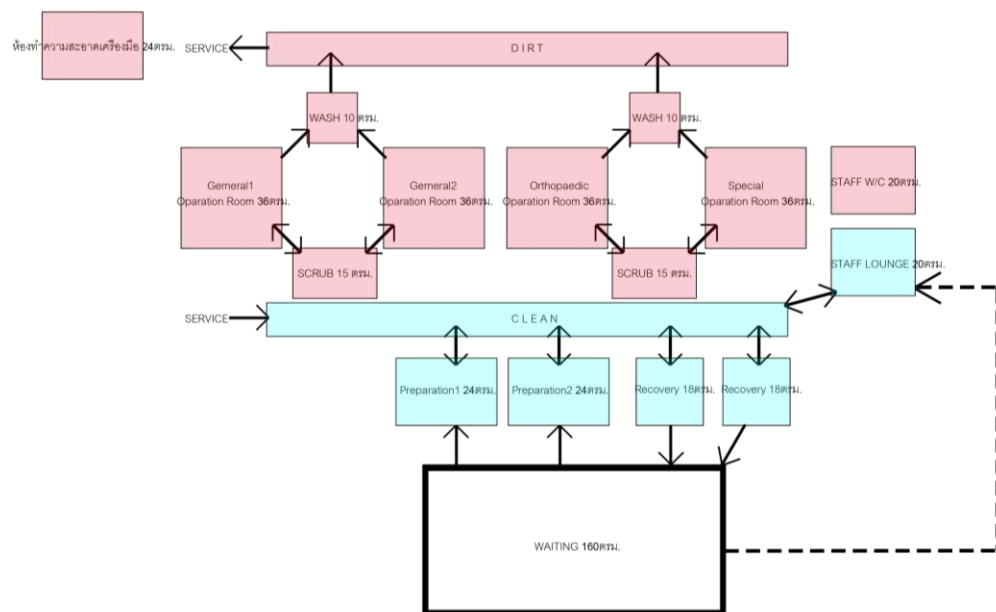 ห้องทำความสะอาดเครื่องมือ 24ตรม.
SERVICE
DIRT
WASH 10 ตรม.
WASH 10 ตรม.
Gemeral1
Oparation Room 36ตรม.
Gemeral2
Oparation Room 36ตรม.
Orthopaedic
Oparation Room 36ตรม.
Special
Oparation Room 36ตรม.
STAFF W/C 20ตรม.
SCRUB 15 ตรม.
SCRUB 15 ตรม.
STAFF LOUNGE 20ตรม.
SERVICE
CLEAN
Preparation1 24ตรม.
Preparation2 24ตรม.
Recovery 18ตรม.
Recovery 18ตรม.
WAITING 160ตรม.